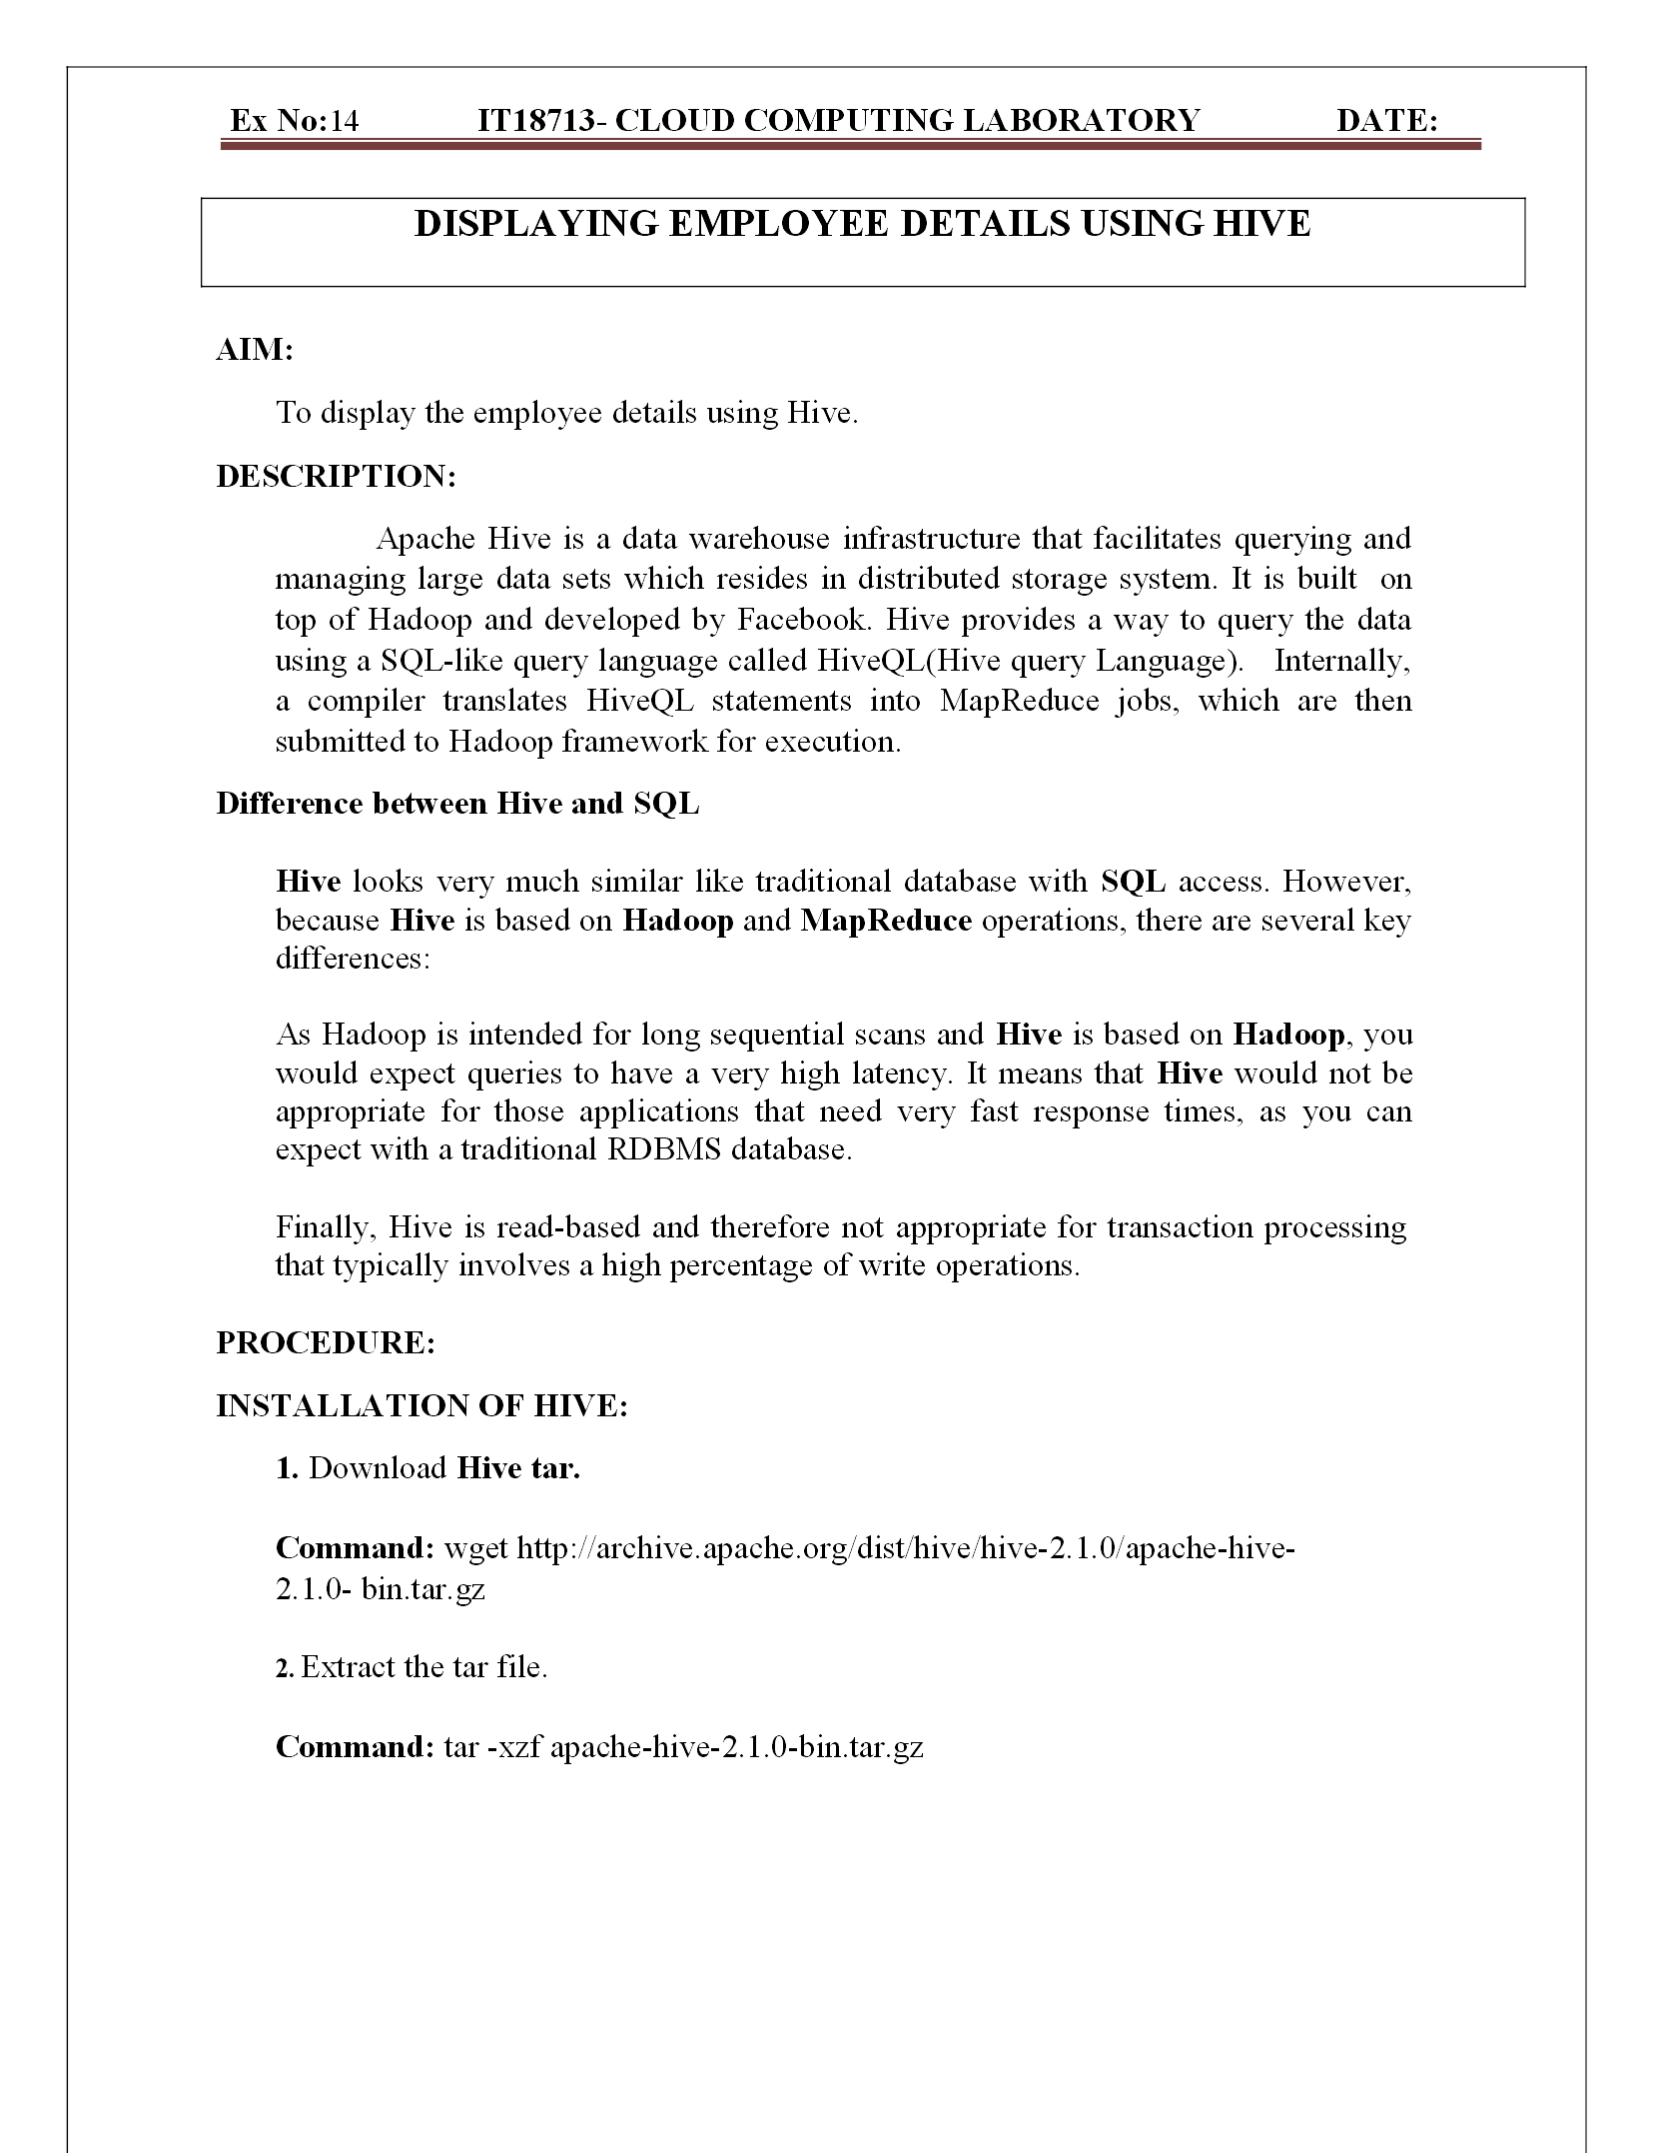 Ex No:14 IT18713- CLOUD COMPUTING LABORATORY DATE:
DISPLAYING EMPLOYEE DETAILS USING HIVE
AIM:
To display the employee details using Hive.
DESCRIPTION:
Apache Hive is a data warehouse infrastructure that facilitates querying and
managing large data sets which resides in distributed storage system. It is built on
top of Hadoop and developed by Facebook. Hive provides a way to query the data
using a SQL-like query language called HiveQL(Hive query Language). Internally,
a compiler translates HiveQL statements into MapReduce jobs, which are then
submitted to Hadoop framework for execution.
Difference between Hive and SQL
Hive looks very much similar like traditional database with SQL access. However,
because Hive is based on Hadoop and MapReduce operations, there are several key
differences:
As Hadoop is intended for long sequential scans and Hive is based on Hadoop, you
would expect queries to have a very high latency. It means that Hive would not be
appropriate for those applications that need very fast response times, as you can
expect with a traditional RDBMS database.
Finally, Hive is read-based and therefore not appropriate for transaction processing
that typically involves a high percentage of write operations.
PROCEDURE:
INSTALLATION OF HIVE:
1. Download Hive tar.
Command: wget http://archive.apache.org/dist/hive/hive-2.1.0/apache-hive-
2.1.0- bin.tar.gz
2. Extract the tar file.
Command: tar -xzf apache-hive-2.1.0-bin.tar.gz